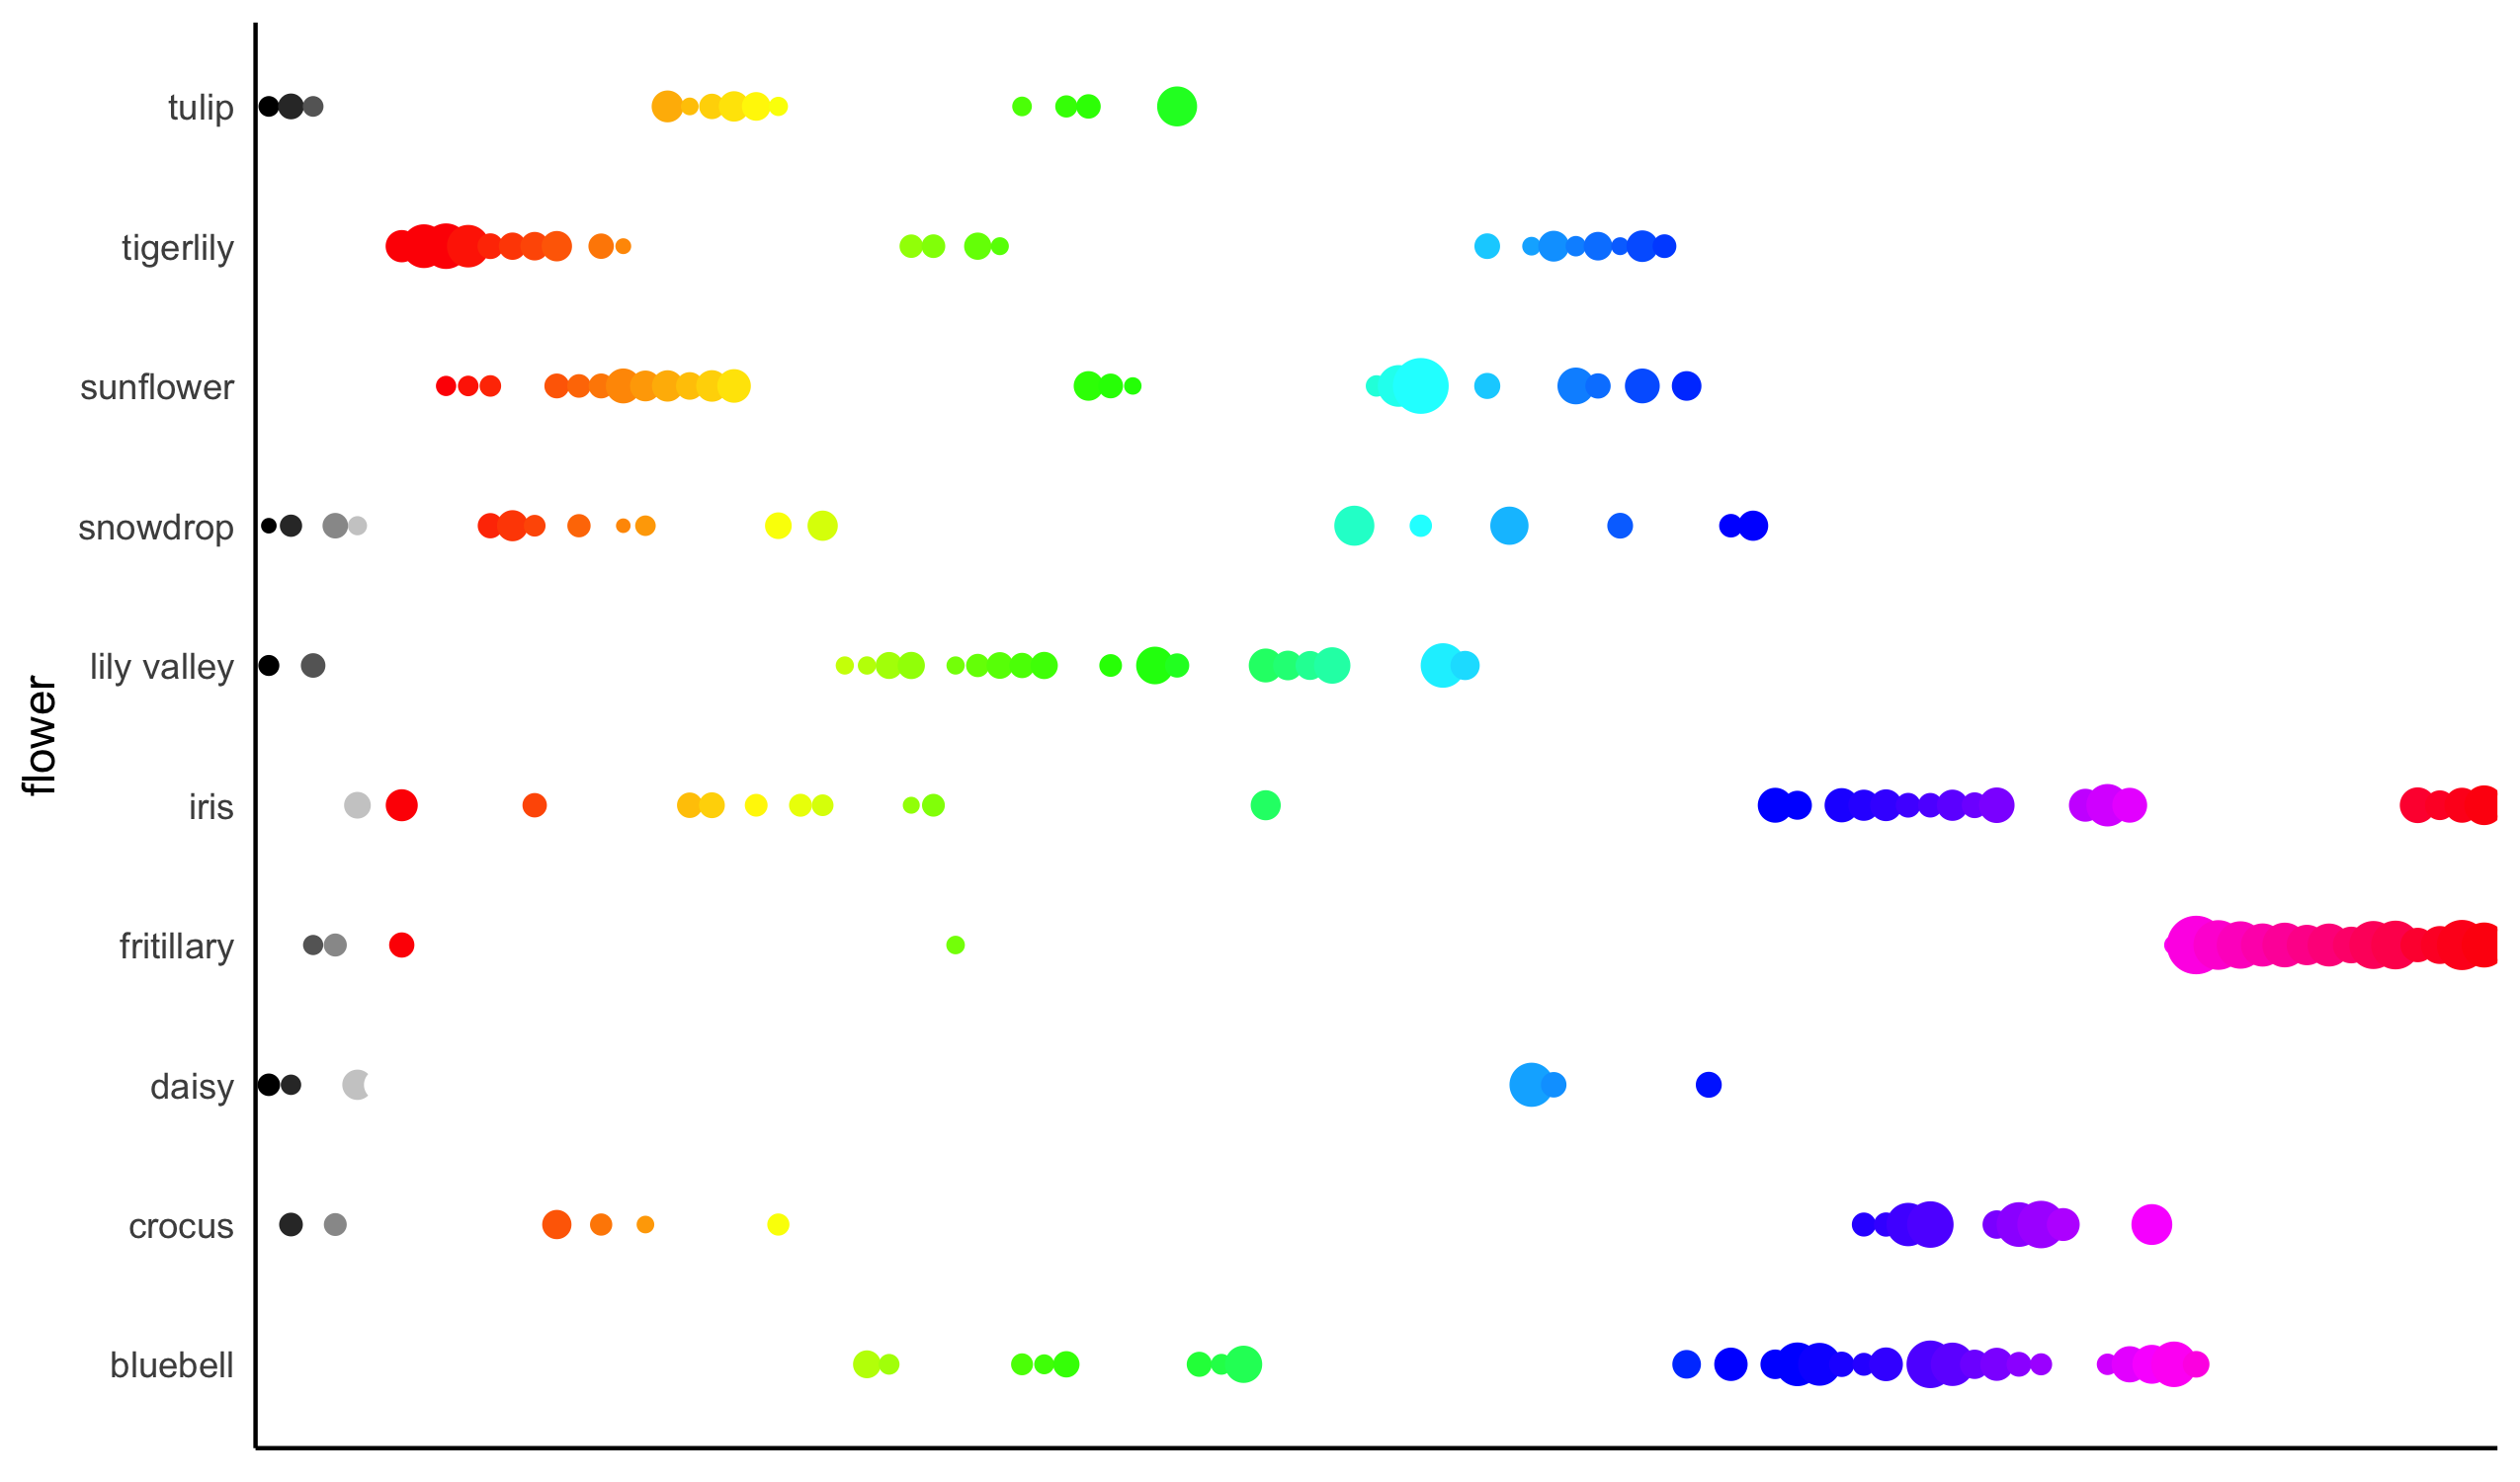 flower
tulip
tigerlily
sunflower
snowdrop
lily valley
iris
fritillary
daisy
crocus
bluebell